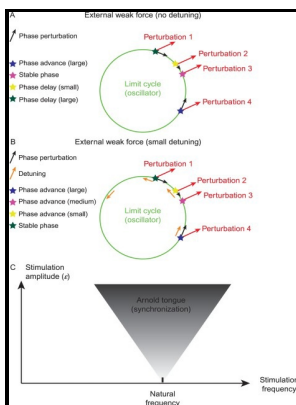 A
External weak force (no detuning)
Phase perturbation
Perturbation 1
Perturbation 2
Perturbation 3
Perturbation 4
Phase advance (large)
Stable phase
Phase delay (small)
Phase delay (large)
Limit cycle
(oscillator)
B
External weak force (small detuning)
Phase perturbation
Detuning
Perturbation 1
Perturbation 2
Perturbation 3
Perturbation 4
Phase advance (large)
Phase advance (medium)
Phase advance (small)
Stable phase
Limit cycle
(oscillator)
C
Stimulation
amplitude (ε)
Arnold tongue
(synchronization)
Natural
frequency
Stimulation
frequency